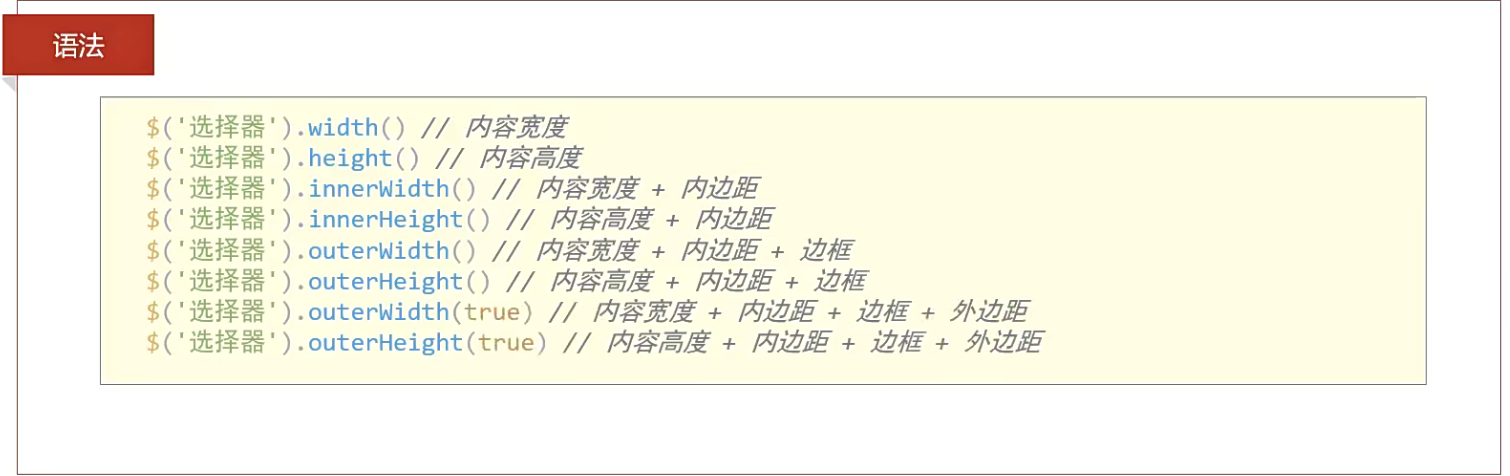 语法
$('选择器').width() // 内容宽度
$('选择器').height() // 内容高度
$('选择器').innerWidth() // 内容宽度 + 内边距
$('选择器').innerHeight() // 内容高度 + 内边距
$('选择器').outerWidth() // 内容宽度 + 内边距 + 边框
$('选择器').outerHeight() // 内容高度 + 内边距 + 边框
$('选择器').outerWidth(true) // 内容宽度 + 内边距 + 边框 + 外边距
$('选择器').outerHeight(true) // 内容高度 + 内边距 + 边框 + 外边距